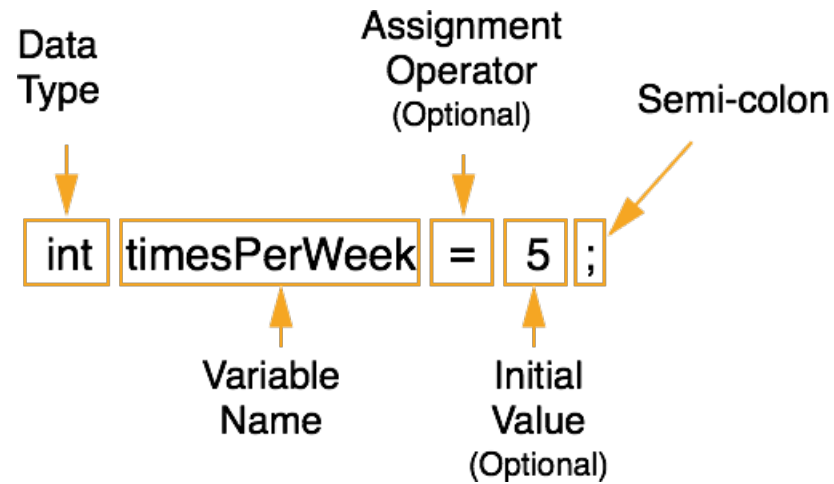 Data
Type
Assignment
Operator
(Optional)
Semi-colon
int timesPerWeek = 5 ;
Variable
Name
Initial
Value
(Optional)